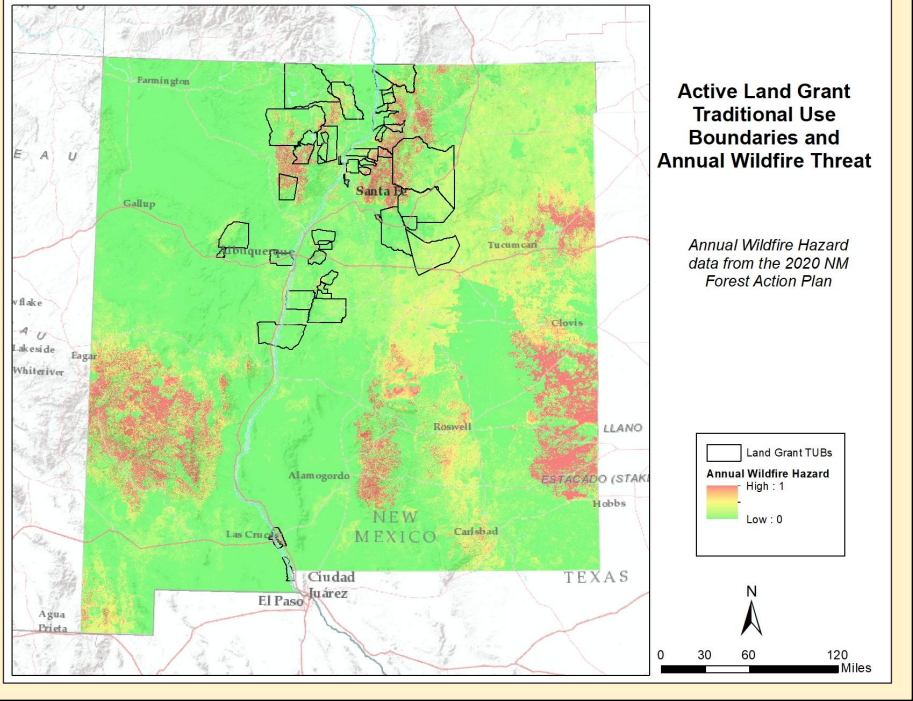 Farmington
E A U
Santa Fe
Gallup
Albuquerque
Tucumcari
wflake
A U
Lakeside
Eagar
Whiteriver
Clovis
Roswell
LLANO
Alamogordo
ESTACADO (STAK
Hobbs
NEW
MEXICO
Las Cruces
Carlsbad
TEXAS
Ciudad
Juárez
El Paso
Agua
Prieta
Active Land Grant
Traditional Use
Boundaries and
Annual Wildfire Threat
Annual Wildfire Hazard
data from the 2020 NM
Forest Action Plan
Land Grant TUBs
Annual Wildfire Hazard
High : 1
Low : 0
N
0 30 60 120
Miles